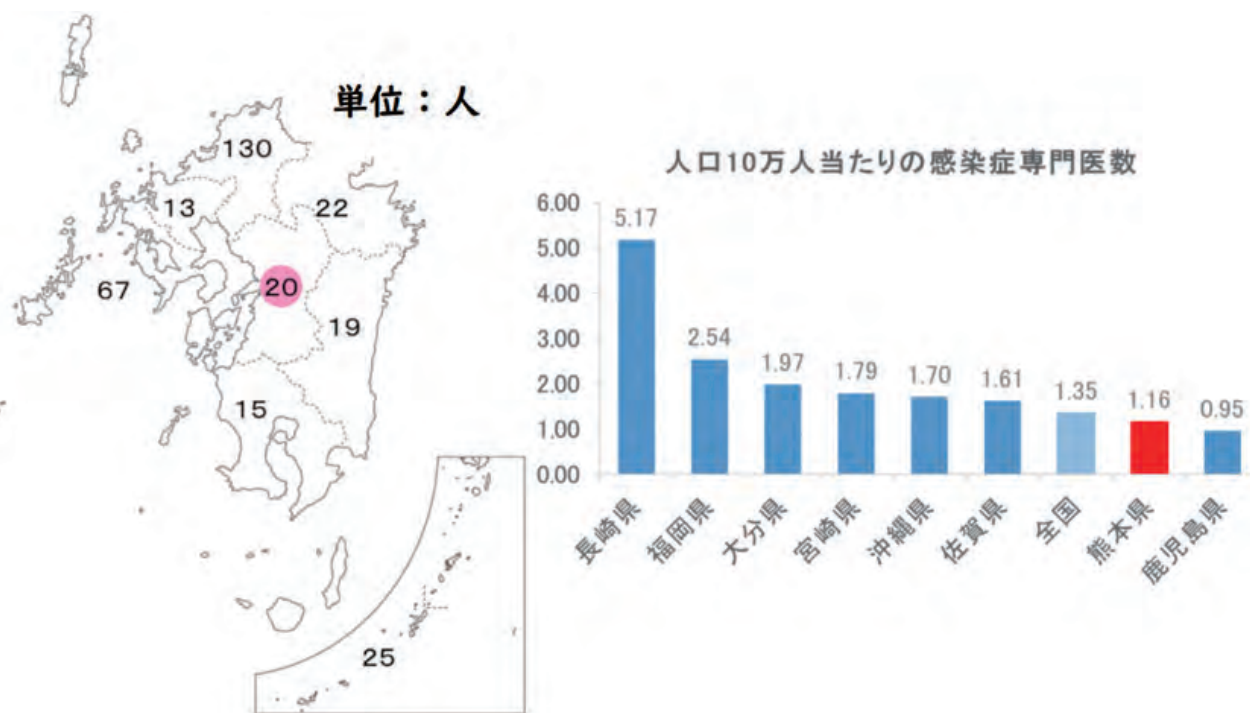 単位：人
130
13
22
67
20
19
15
25
人口10万人当たりの感染症専門医数
6.00
5.00
4.00
3.00
2.00
1.00
0.00
5.17
2.54
1.97
1.79
1.70
1.61
1.35
1.16
0.95
長崎県
福岡県
大分県
宮崎県
沖縄県
佐賀県
全国
熊本県
鹿児島県